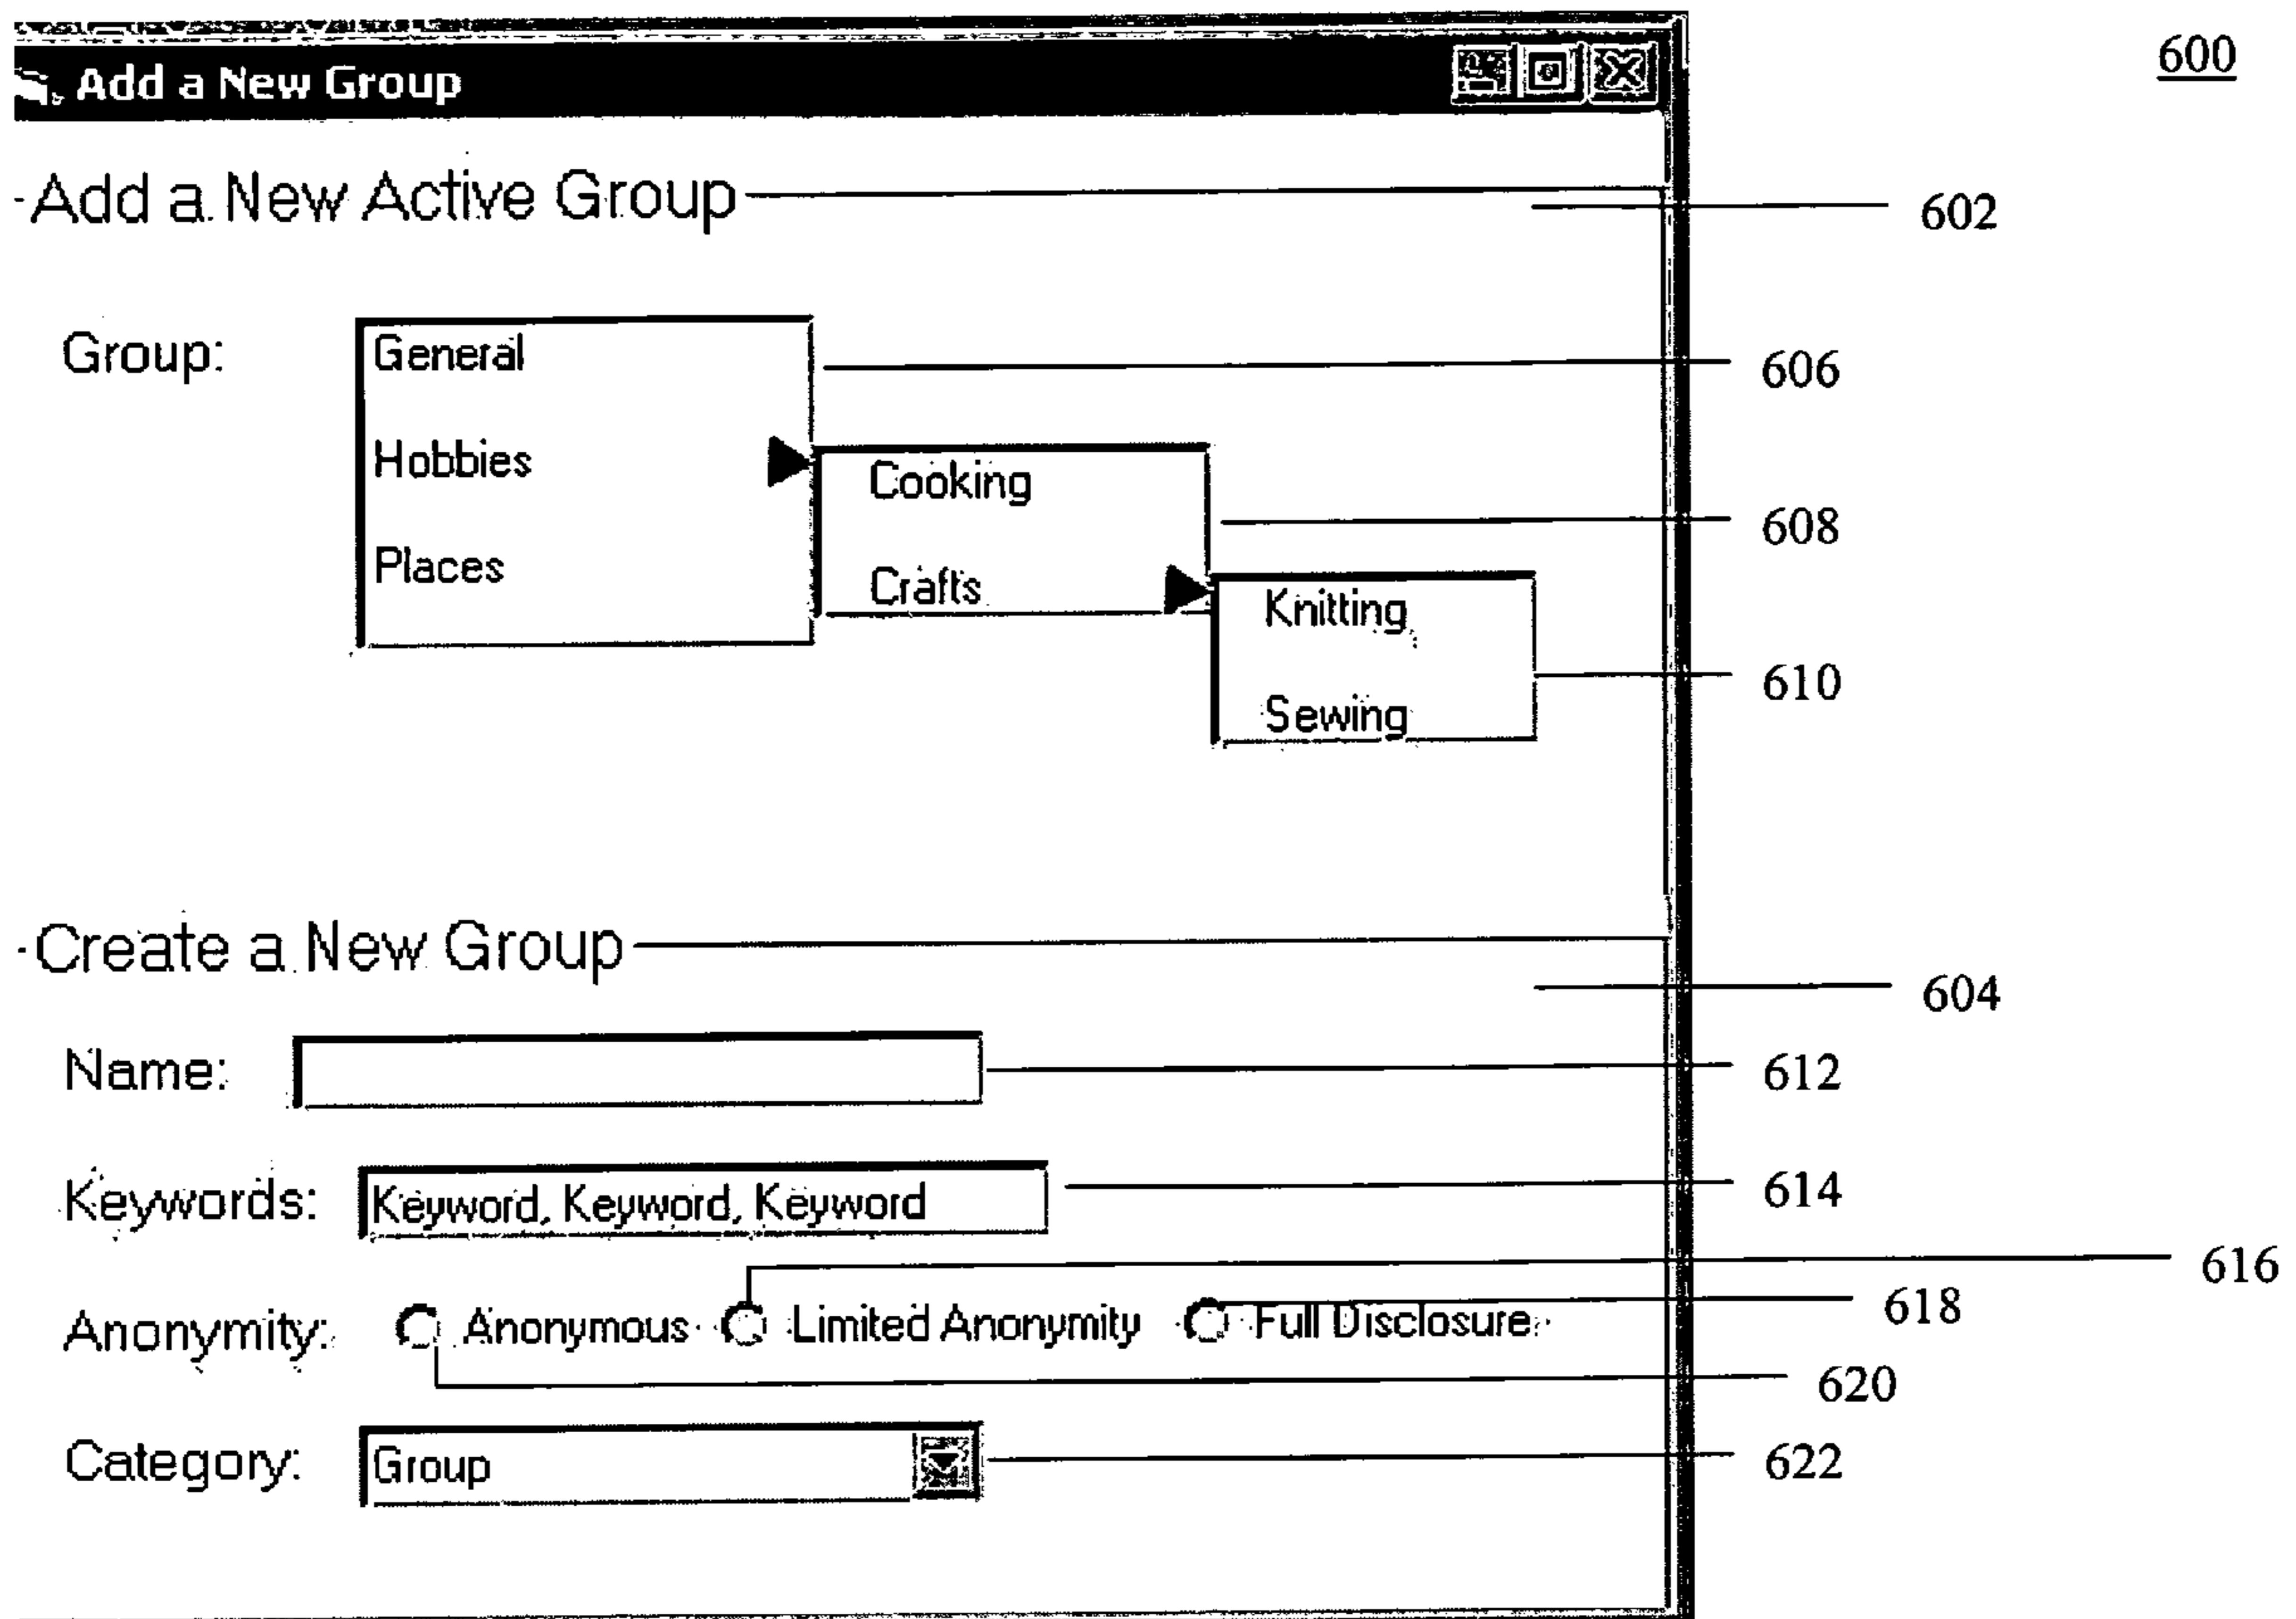 Add a New Group
600
Add a New Active Group
602
Group:
General
606
Hobbies
Cooking
608
Places
Crafts
Knitting
610
Sewing
Create a New Group
604
Name:
612
Keywords: Keyword, Keyword, Keyword
614
616
Anonymity: Anonymous Limited Anonymity Full Disclosure
618
620
Category: Group
622